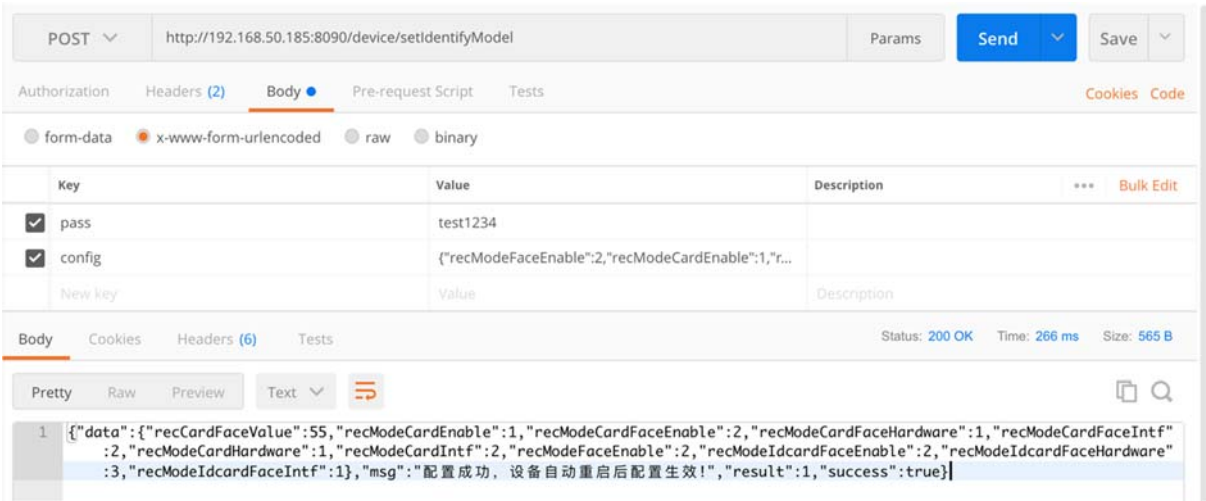 POST http://192.168.50.185:8090/device/setIdentifyModel Params Send Save
Authorization Headers (2) Body Pre-request Script Tests Cookies Code
form-data x-www-form-urlencoded raw binary
Key Value Description ••• Bulk Edit
pass test1234
config {"recModeFaceEnable":2,"recModeCardEnable":1,"r...
New key Value Description
Body Cookies Headers (6) Tests Status: 200 OK Time: 266 ms Size: 565 B
Pretty Raw Preview Text
1 {"data":{"recCardFaceValue":55,"recModeCardEnable":1,"recModeCardFaceEnable":2,"recModeCardFaceHardware":1,"recModeCardFaceIntf"
:2,"recModeCardHardware":1,"recModeCardIntf":2,"recModeFaceEnable":2,"recModeIdcardFaceEnable":2,"recModeIdcardFaceHardware"
:3,"recModeIdcardFaceIntf":1},"msg":"配置成功，设备自动重启后配置生效!","result":1,"success":true}